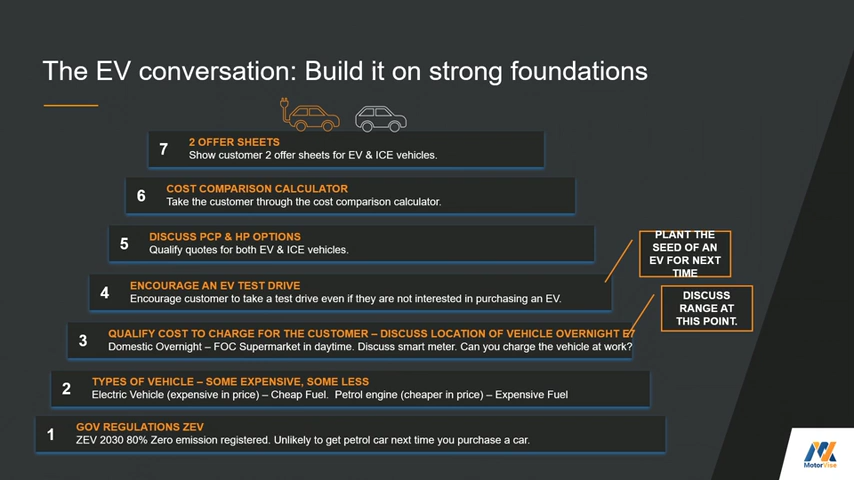 The EV conversation: Build it on strong foundations
7
2 OFFER SHEETS
Show customer 2 offer sheets for EV & ICE vehicles.
6
COST COMPARISON CALCULATOR
Take the customer through the cost comparison calculator.
5
DISCUSS PCP & HP OPTIONS
Qualify quotes for both EV & ICE vehicles.
PLANT THE
SEED OF AN
EV FOR NEXT
TIME
4
ENCOURAGE AN EV TEST DRIVE
Encourage customer to take a test drive even if they are not interested in purchasing an EV.
DISCUSS
RANGE AT
THIS POINT.
3
QUALIFY COST TO CHARGE FOR THE CUSTOMER – DISCUSS LOCATION OF VEHICLE OVERNIGHT
Domestic Overnight – FOC Supermarket in daytime. Discuss smart meter. Can you charge the vehicle at work?
2
TYPES OF VEHICLE – SOME EXPENSIVE, SOME LESS
Electric Vehicle (expensive in price) – Cheap Fuel. Petrol engine (cheaper in price) – Expensive Fuel
1
GOV REGULATIONS ZEV
ZEV 2030 80% Zero emission registered. Unlikely to get petrol car next time you purchase a car.
MotorVise